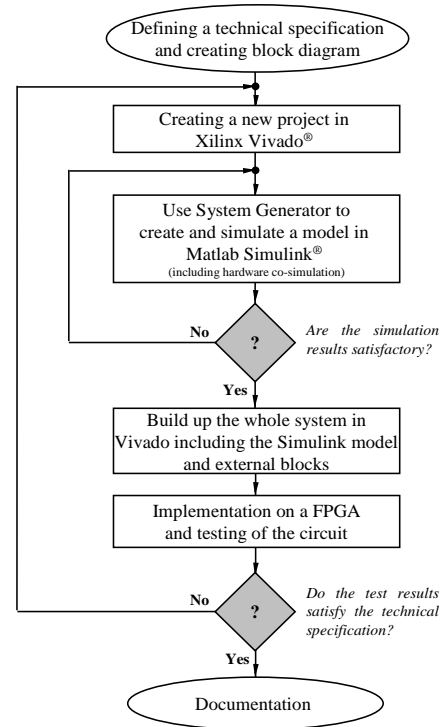 Defining a technical specification
and creating block diagram
Creating a new project in
Xilinx Vivado®
Use System Generator to
create and simulate a model in
Matlab Simulink®
(including hardware co-simulation)
No
?
Are the simulation
results satisfactory?
Yes
Build up the whole system in
Vivado including the Simulink model
and external blocks
Implementation on a FPGA
and testing of the circuit
No
?
Do the test results
satisfy the technical
specification?
Yes
Documentation